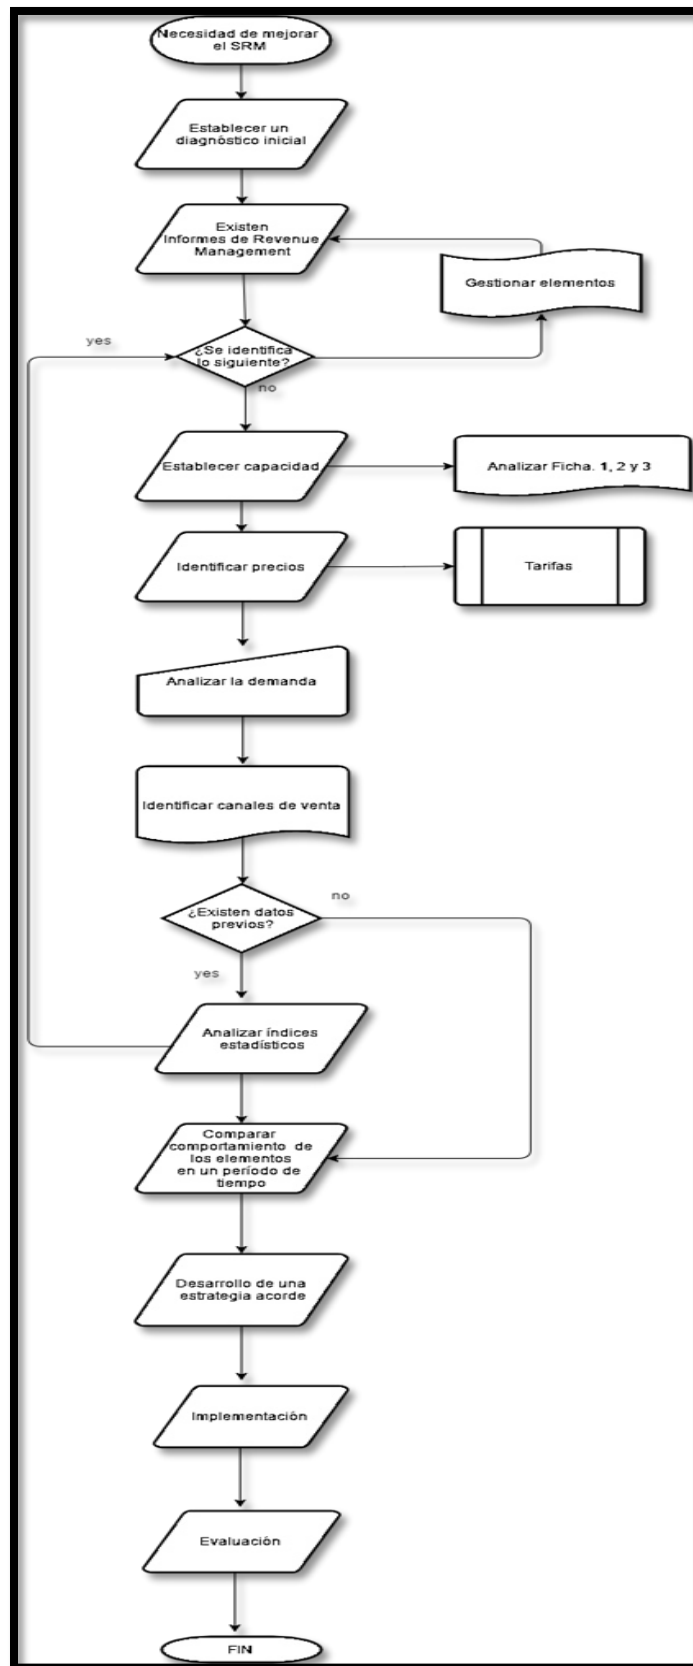 Necesidad de mejorar
el SRM
Establecer un
diagnóstico inicial
Existen
Informes de Revenue
Management
Gestionar elementos
yes
¿Se identifica
lo siguiente?
no
Establecer capacidad
Analizar Ficha. 1, 2 y 3
Identificar precios
Tarifas
Analizar la demanda
Identificar canales de venta
¿Existen datos
previos?
no
yes
Analizar índices
estadísticos
Comparar
comportamiento de
los elementos
en un período de
tiempo
Desarrollo de una
estrategia acorde
Implementación
Evaluación
FIN